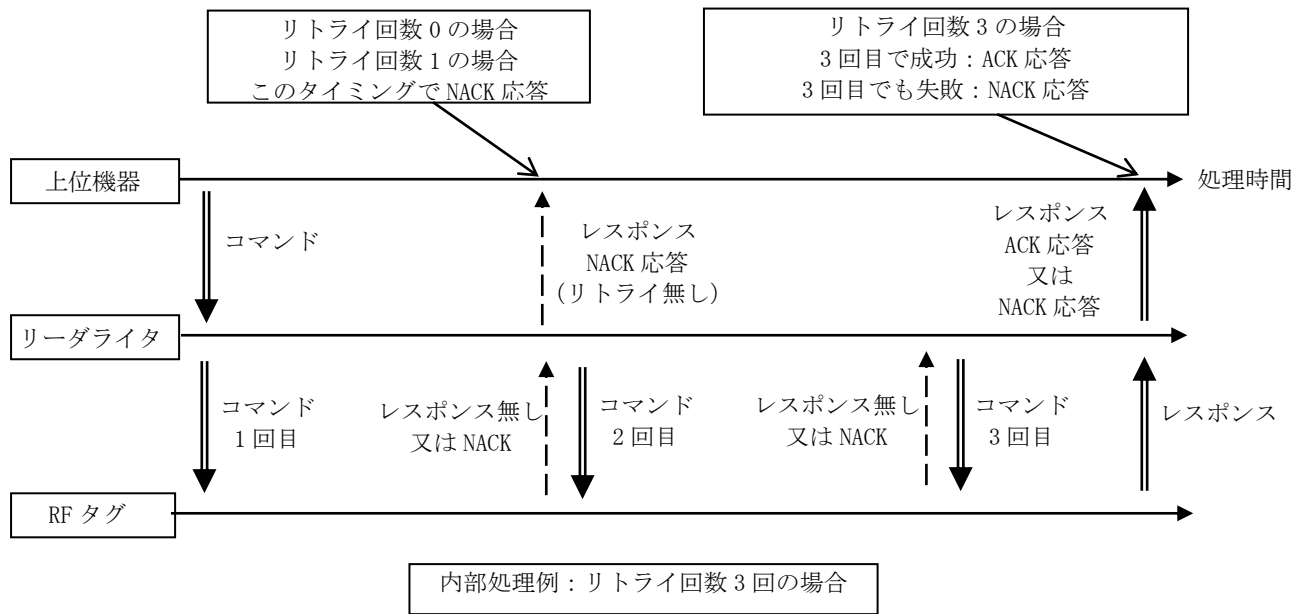 リトライ回数 0 の場合
リトライ回数 1 の場合
このタイミングで NACK 応答
リトライ回数 3 の場合
3 回目で成功：ACK 応答
3 回目でも失敗：NACK 応答
上位機器
処理時間
コマンド
レスポンス
NACK 応答
(リトライ無し)
レスポンス
ACK 応答
又は
NACK 応答
リーダライタ
コマンド
1 回目
レスポンス無し
又は NACK
コマンド
2 回目
レスポンス無し
又は NACK
コマンド
3 回目
レスポンス
RF タグ
内部処理例：リトライ回数 3 回の場合